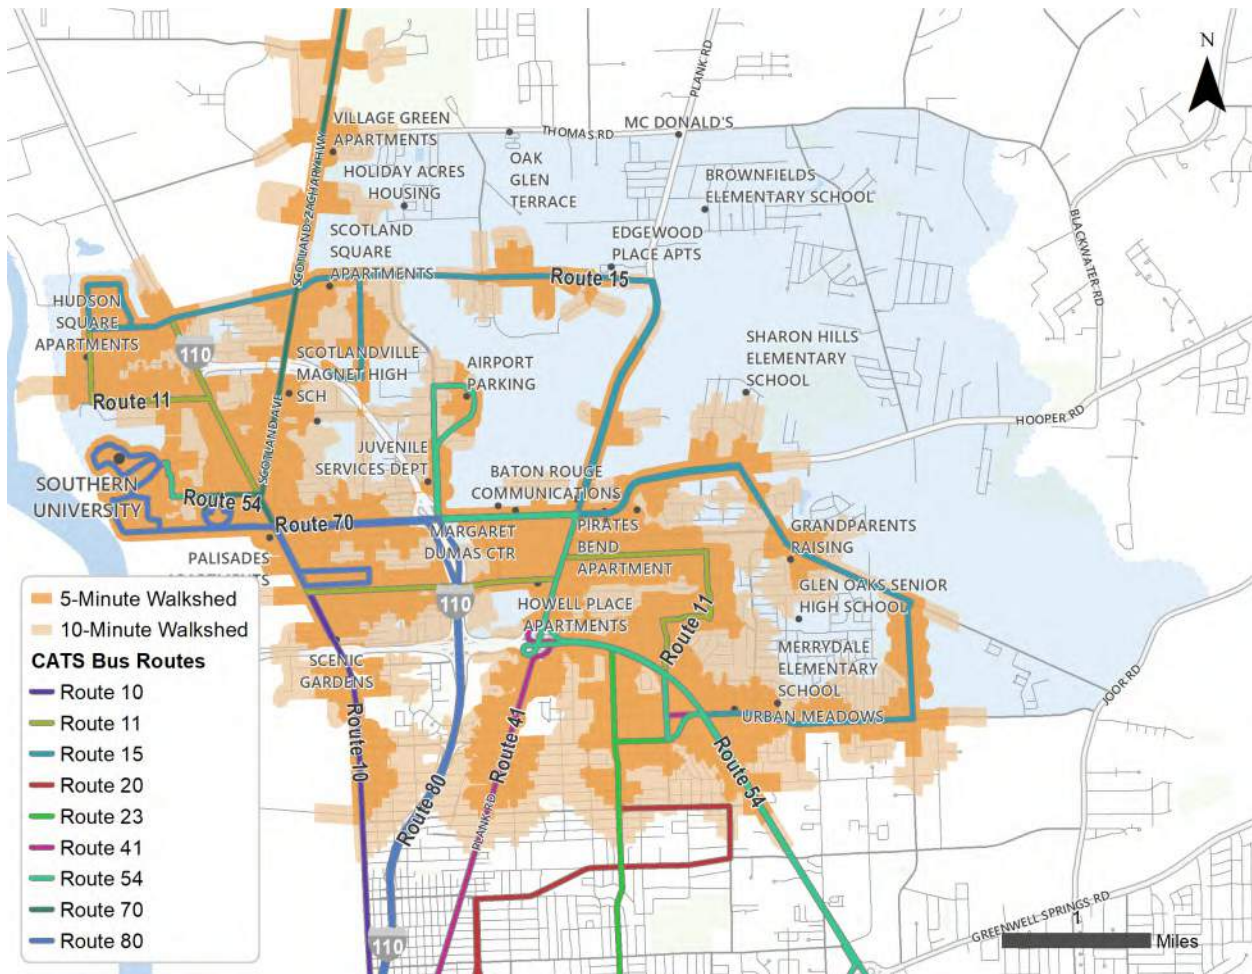 N
PLANK RD
MC DONALD'S
THOMAS RD
VILLAGE GREEN
APARTMENTS
SCOTLAND-ZACHARY HWY
OAK
GLEN
TERRACE
HOLIDAY ACRES
HOUSING
BROWNFIELDS
ELEMENTARY SCHOOL
BLACKWATER RD
SCOTLAND
SQUARE
APARTMENTS
EDGEWOOD
PLACE APTS
Route 15
HUDSON
SQUARE
APARTMENTS
110
SHARON HILLS
ELEMENTARY
SCHOOL
SCOTLANDVILLE
MAGNET HIGH
SCH
AIRPORT
PARKING
Route 11
SCOTLAND AVE
HOOPER RD
JUVENILE
SERVICES DEPT
SOUTHERN
UNIVERSITY
BATON ROUGE
COMMUNICATIONS
Route 54
Route 70
MARGARET
DUMAS CTR
PIRATES
BEND
APARTMENT
GRANDPARENTS
RAISING
PALISADES
APARTMENTS
GLEN OAKS SENIOR
HIGH SCHOOL
110
HOWELL PLACE
APARTMENTS
Route 11
MERRYDALE
ELEMENTARY
SCHOOL
SCENIC
GARDENS
JOOR RD
URBAN MEADOWS
Route 10
Route 41
Route 54
Route 80
PLANK RD
110
GREENWELL SPRINGS RD
1
Miles
5-Minute Walkshed
10-Minute Walkshed
CATS Bus Routes
Route 10
Route 11
Route 15
Route 20
Route 23
Route 41
Route 54
Route 70
Route 80